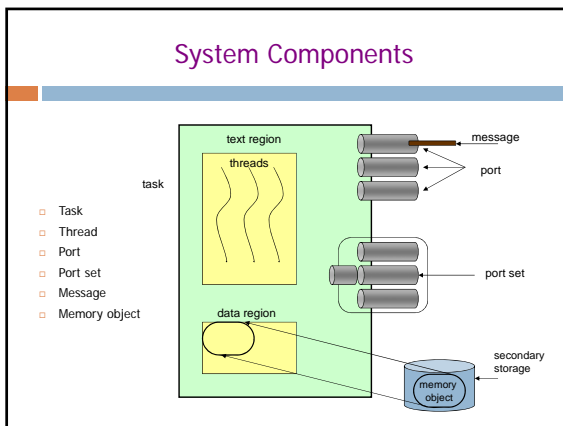 System Components
Task
Thread
Port
Port set
Message
Memory object
task
text region
threads
data region
message
port
port set
secondary
storage
memory
object